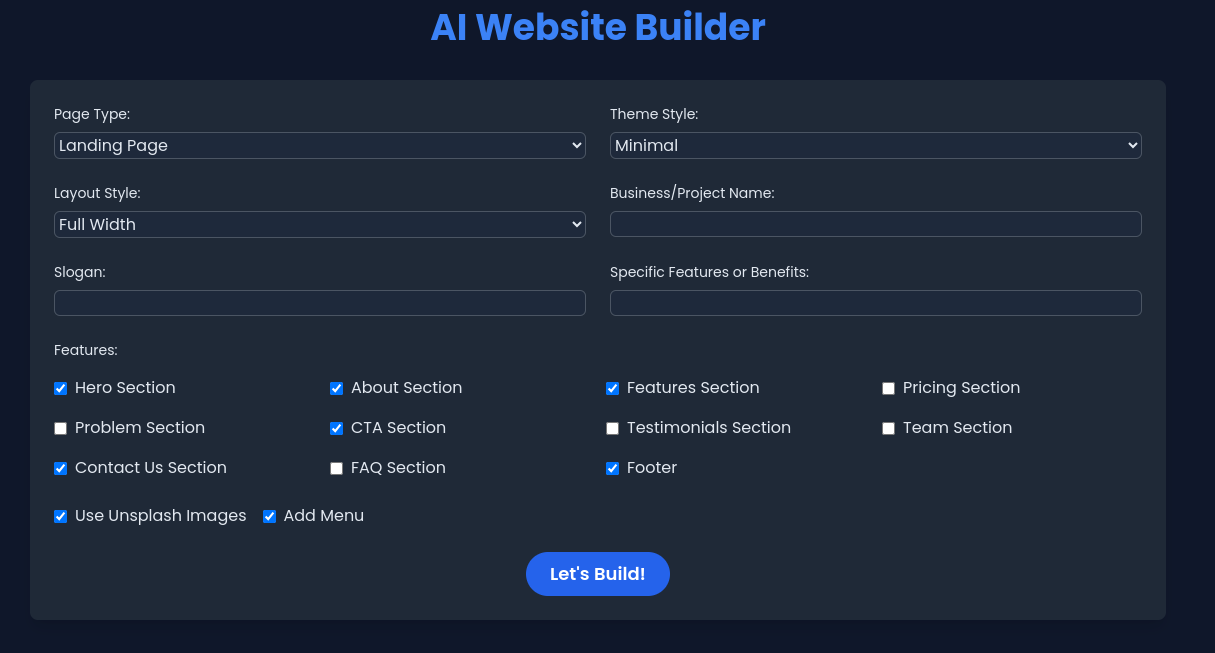 AI Website Builder
Page Type:
Theme Style:
Landing Page
Minimal
Layout Style:
Business/Project Name:
Full Width
Slogan:
Specific Features or Benefits:
Features:
Hero Section
About Section
Features Section
Pricing Section
Problem Section
CTA Section
Testimonials Section
Team Section
Contact Us Section
FAQ Section
Footer
Use Unsplash Images
Add Menu
Let's Build!